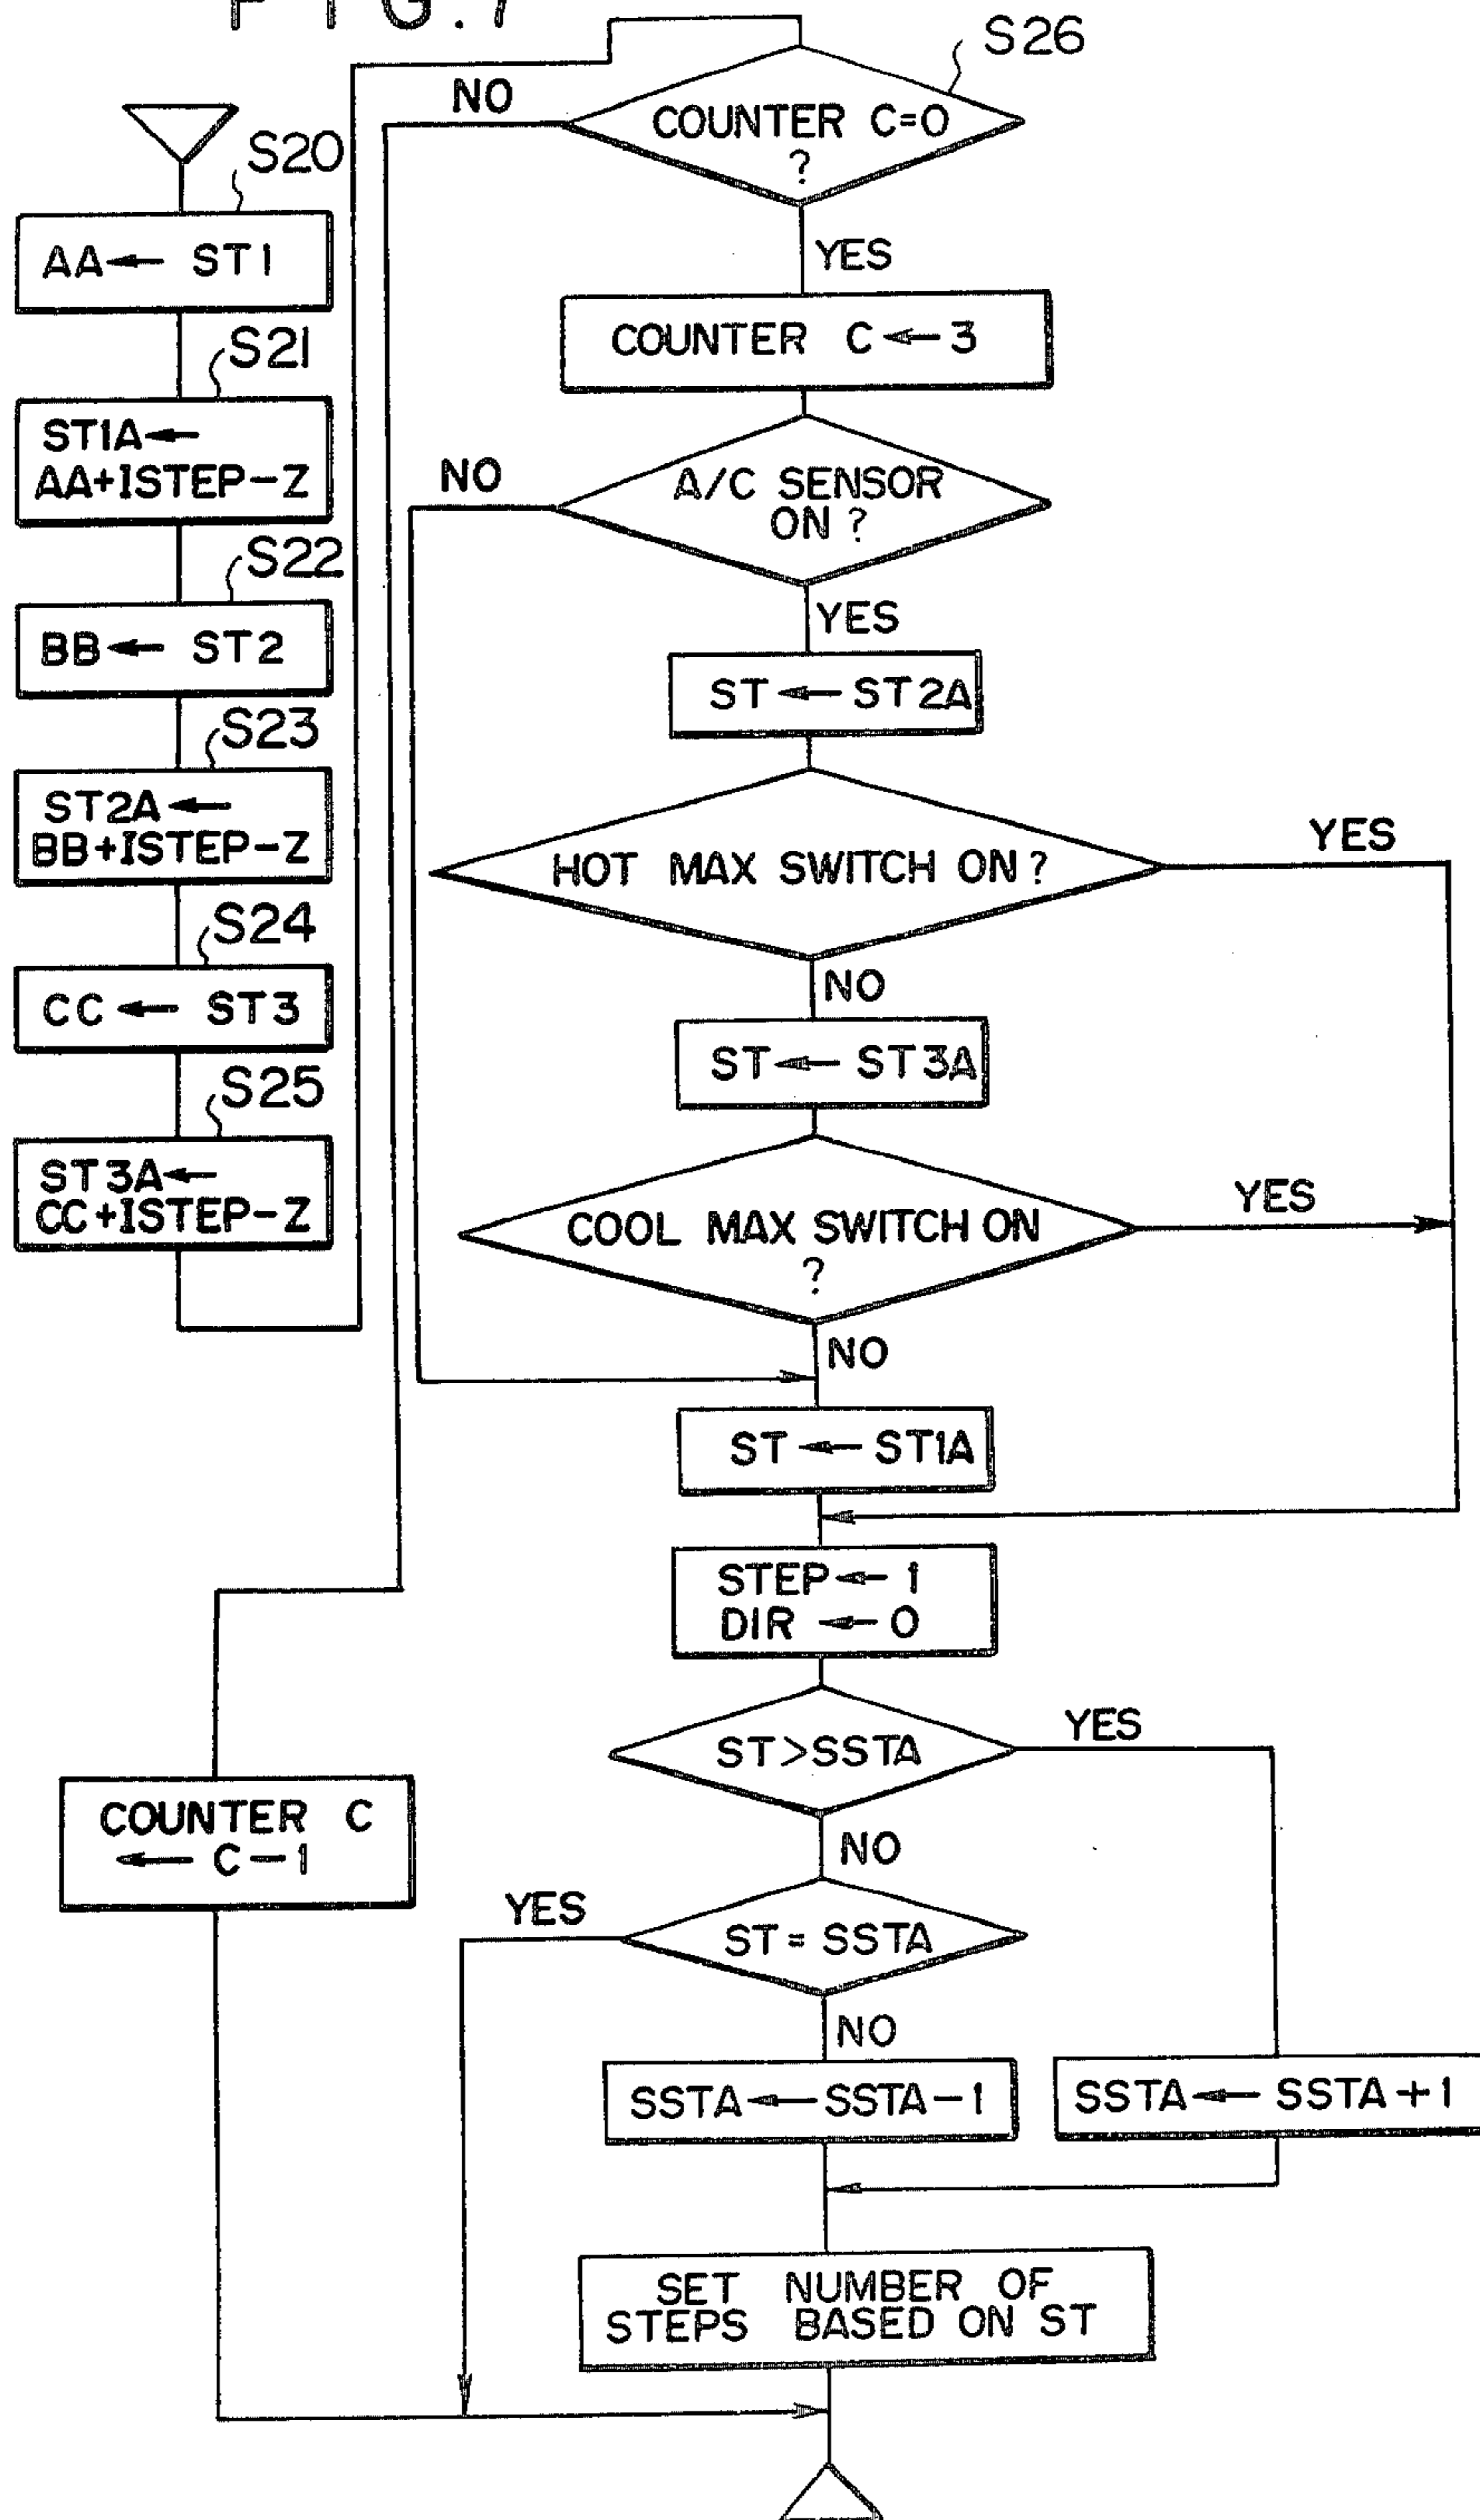 FIG.7
S20
AA← ST1
S21
ST1A←
AA+ISTEP-Z
S22
BB← ST2
S23
ST2A←
BB+ISTEP-Z
S24
CC ← ST3
S25
ST3A←
CC+ISTEP-Z
S26
COUNTER C=0
?
NO
YES
COUNTER C←3
A/C SENSOR
ON ?
NO
YES
ST ← ST2A
HOT MAX SWITCH ON ?
YES
NO
ST ← ST3A
COOL MAX SWITCH ON
?
YES
NO
ST ← ST1A
STEP← 1
DIR ← 0
ST>SSTA
YES
NO
COUNTER C
← C-1
ST = SSTA
YES
NO
SSTA←SSTA-1
SSTA← SSTA+1
SET NUMBER OF
STEPS BASED ON ST